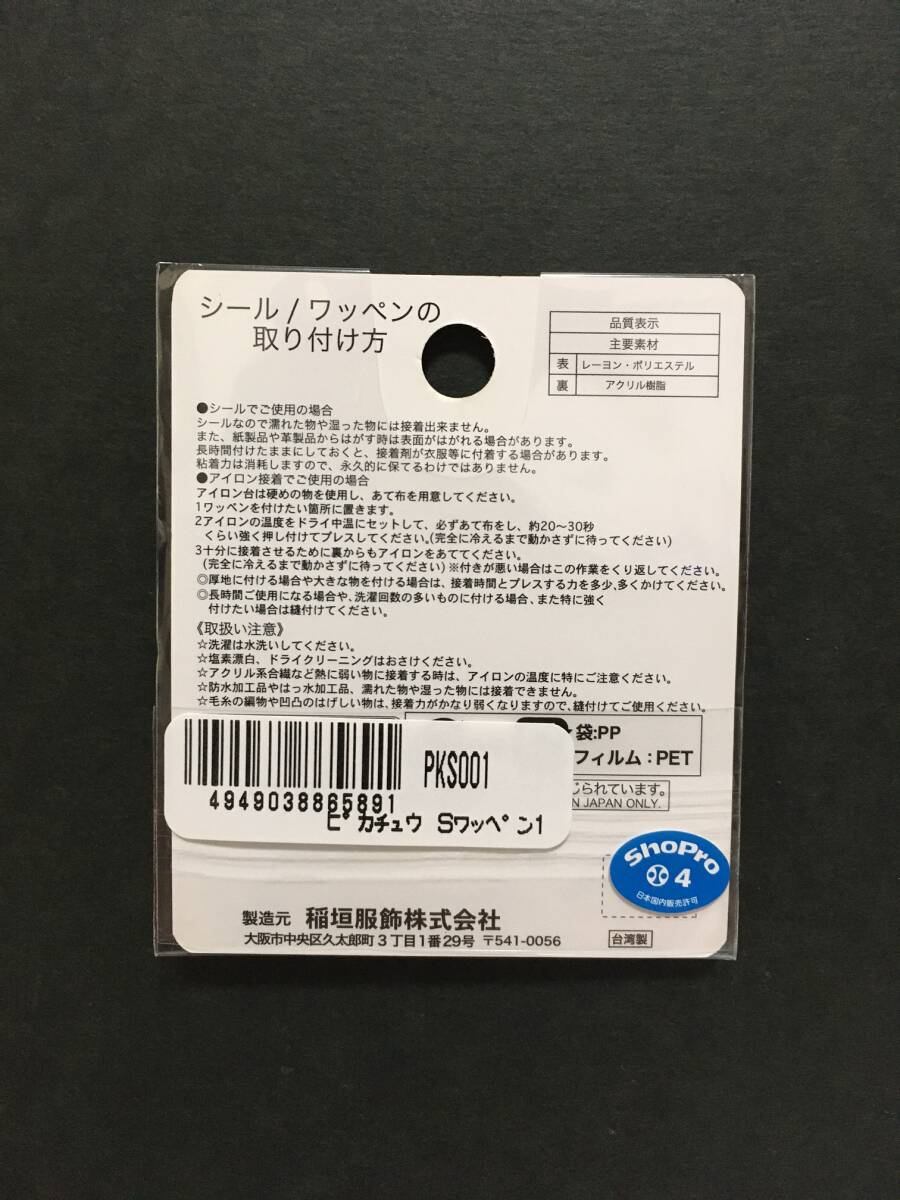 シール / ワッペンの
取り付け方
品質表示
主要素材
表 レーヨン・ポリエステル
裏 アクリル樹脂
●シールでご使用の場合
シールなので濡れた物や湿った物には接着出来ません。
また、紙製品や革製品からはがす時は表面がはがれる場合があります。
長時間付けたままにしておくと、接着剤が衣服等に付着する場合があります。
粘着力は消耗しますので、永久的に保てるわけではありません。
●アイロン接着でご使用の場合
アイロン台は硬めの物を使用し、あて布を用意してください。
1ワッペンを付けたい箇所に置きます。
2アイロンの温度をドライ中温にセットして、必ずあて布をし、約20〜30秒
くらい強く押し付けてプレスしてください。(完全に冷えるまで動かさずに待ってください)
3十分に接着させるために裏からもアイロンをあててください。
(完全に冷えるまで動かさずに待ってください)※付きが悪い場合はこの作業をくり返してください。
◎厚地に付ける場合や大きな物を付ける場合は、接着時間とプレスする力を多少、多くかけてください。
◎長時間ご使用になる場合や、洗濯回数の多いものに付ける場合、また特に強く
付けたい場合は縫付けてください。
《取扱い注意》
☆洗濯は水洗いしてください。
☆塩素漂白、ドライクリーニングはおさけください。
☆アクリル系合繊など熱に弱い物に接着する時は、アイロンの温度に特にご注意ください。
☆防水加工品やはっ水加工品、濡れた物や湿った物には接着できません。
☆毛糸の編物や凹凸のはげしい物は、接着力がかなり弱くなりますので、縫付けてご使用ください。
袋:PP
フィルム:PET
じられています。
N JAPAN ONLY.
PKS001
4949038865891
ﾋﾟカチュウ Sワッペン1
ShoPro
4
日本国内販売許可
製造元 稲垣服飾株式会社
大阪市中央区久太郎町3丁目1番29号 〒541-0056
台湾製